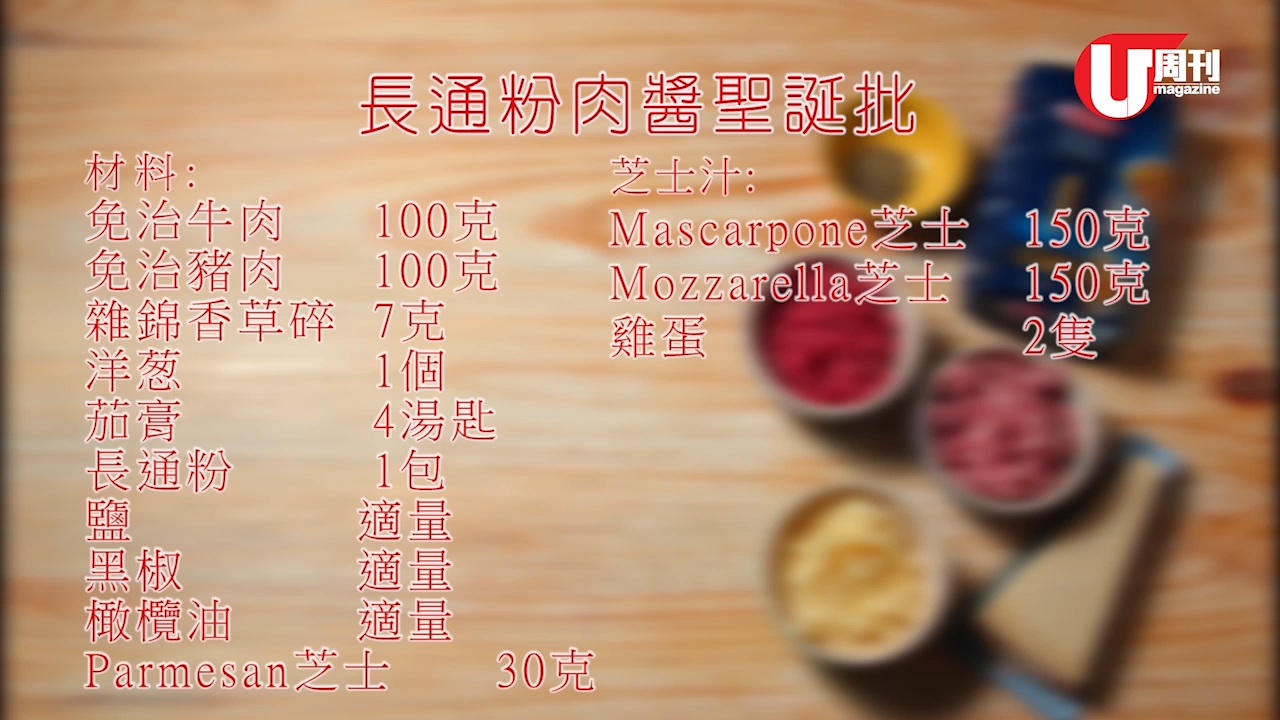 U周刊
magazine
長通粉肉醬聖誕批
材料:
免治牛肉 100克
免治豬肉 100克
雜錦香草碎 7克
洋葱 1個
茄膏 4湯匙
長通粉 1包
鹽 適量
黑椒 適量
橄欖油 適量
Parmesan芝士 30克
芝士汁:
Mascarpone芝士 150克
Mozzarella芝士 150克
雞蛋 2隻